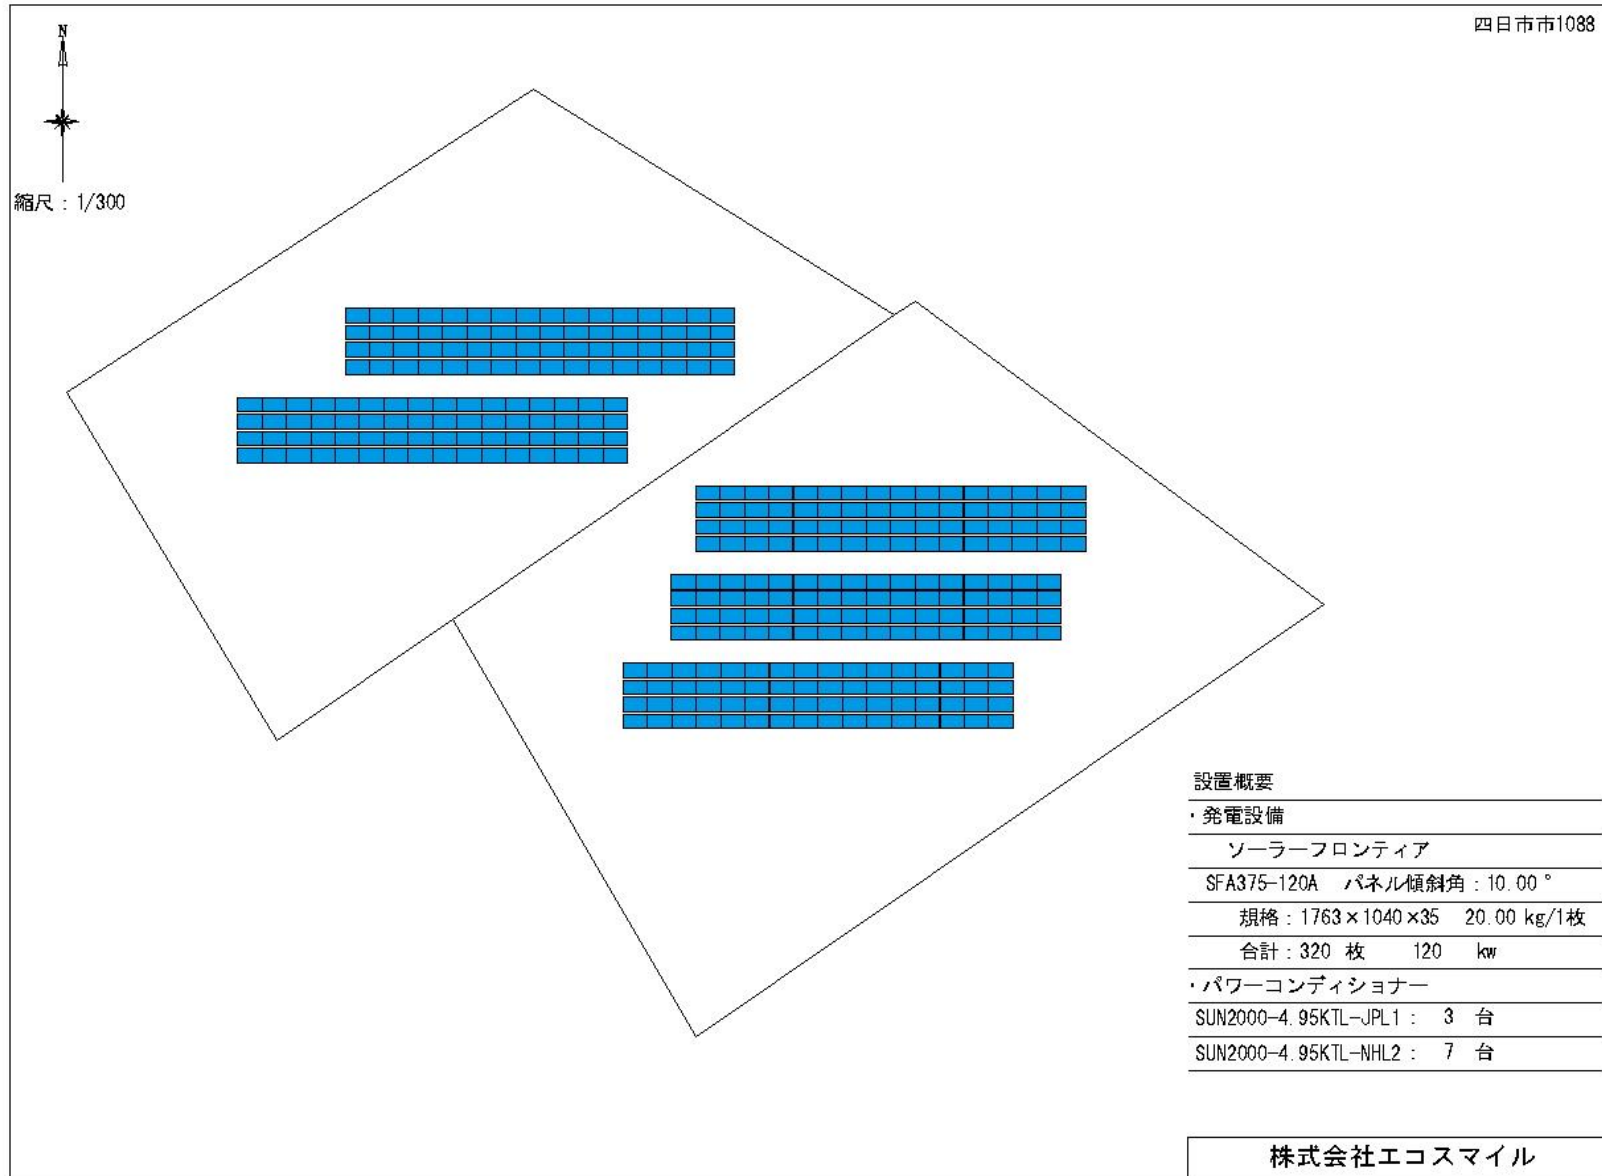 四日市市1088
N
縮尺：1/300
設置概要
・発電設備
ソーラーフロンティア
SFA375-120A パネル傾斜角：10.00°
規格：1763×1040×35 20.00 kg/1枚
合計：320 枚 120 kw
・パワーコンディショナー
SUN2000-4.95KTL-JPL1： 3 台
SUN2000-4.95KTL-NHL2： 7 台
株式会社エコスマイル